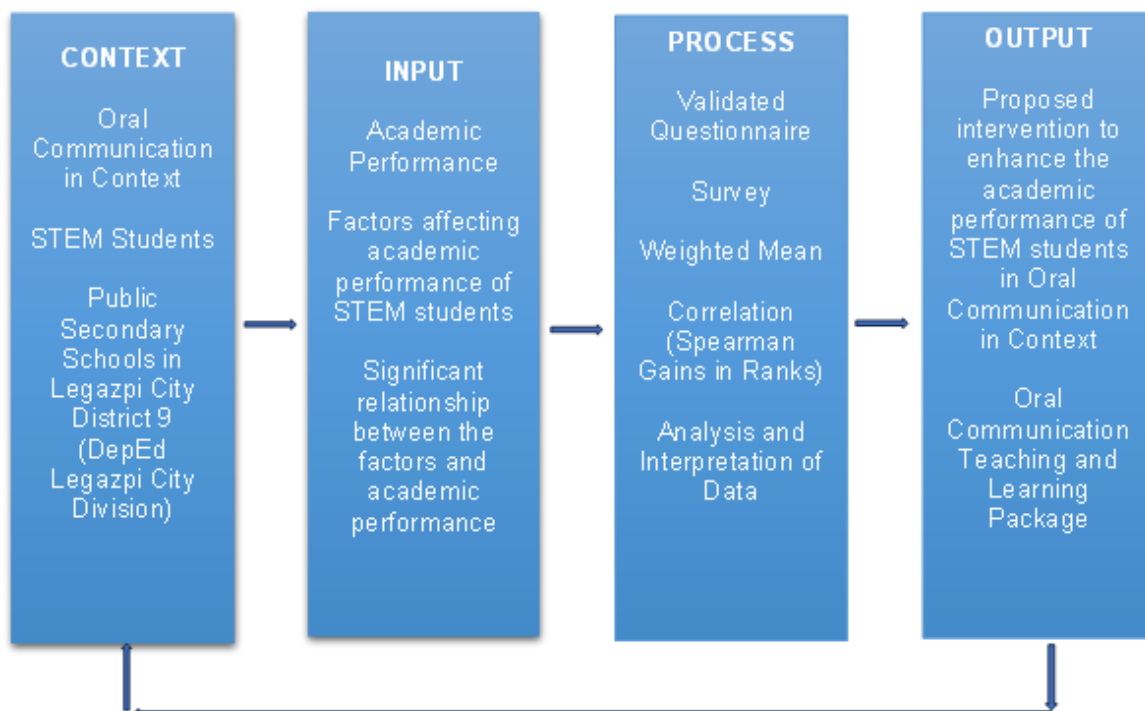 CONTEXT
Oral
Communication
in Context
STEM Students
Public
Secondary
Schools in
Legazpi City
District 9
(DepEd
Legazpi City
Division)
INPUT
Academic
Performance
Factors affecting
academic
performance of
STEM students
Significant
relationship
between the
factors and
academic
performance
PROCESS
Validated
Questionnaire
Survey
Weighted Mean
Correlation
(Spearman
Gains in Ranks)
Analysis and
Interpretation of
Data
OUTPUT
Proposed
intervention to
enhance the
academic
performance of
STEM students
in Oral
Communication
in Context
Oral
Communication
Teaching and
Learning
Package